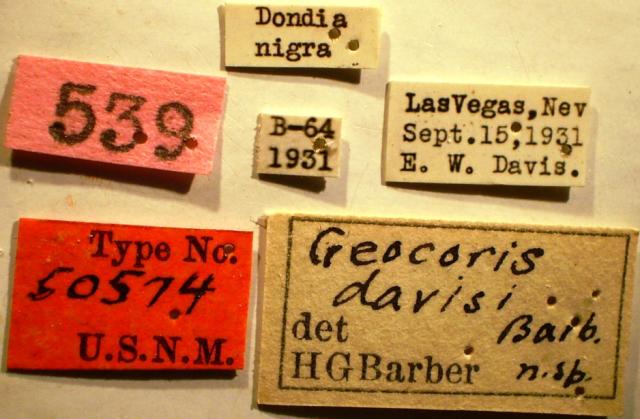 Dondia
nigra
539
B-64
1931
LasVegas,Nev
Sept.15,1931
E. W. Davis.
Type No.
50574
U.S.N.M.
Geocoris
davisi
det Barb.
HGBarber n.sp.